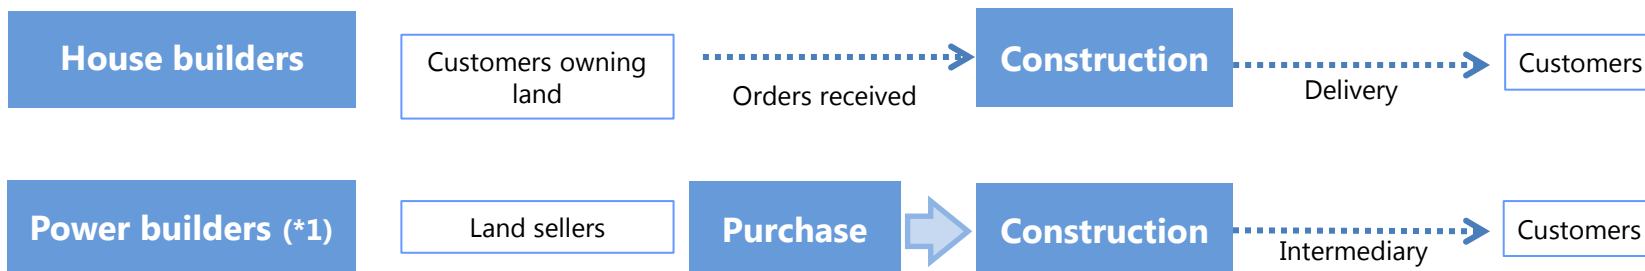 House builders
Customers owning
land
Orders received
Construction
Delivery
Customers
Power builders (*1)
Land sellers
Purchase
Construction
Intermediary
Customers